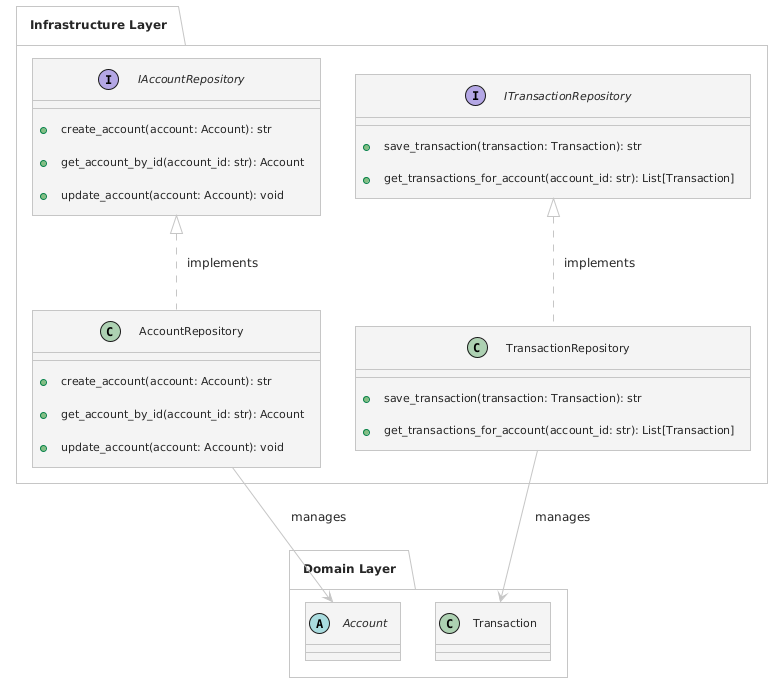 Infrastructure Layer
I IAccountRepository
create_account(account: Account): str
get_account_by_id(account_id: str): Account
update_account(account: Account): void
I ITransactionRepository
save_transaction(transaction: Transaction): str
get_transactions_for_account(account_id: str): List[Transaction]
implements
implements
C AccountRepository
create_account(account: Account): str
get_account_by_id(account_id: str): Account
update_account(account: Account): void
C TransactionRepository
save_transaction(transaction: Transaction): str
get_transactions_for_account(account_id: str): List[Transaction]
manages
manages
Domain Layer
A Account
C Transaction